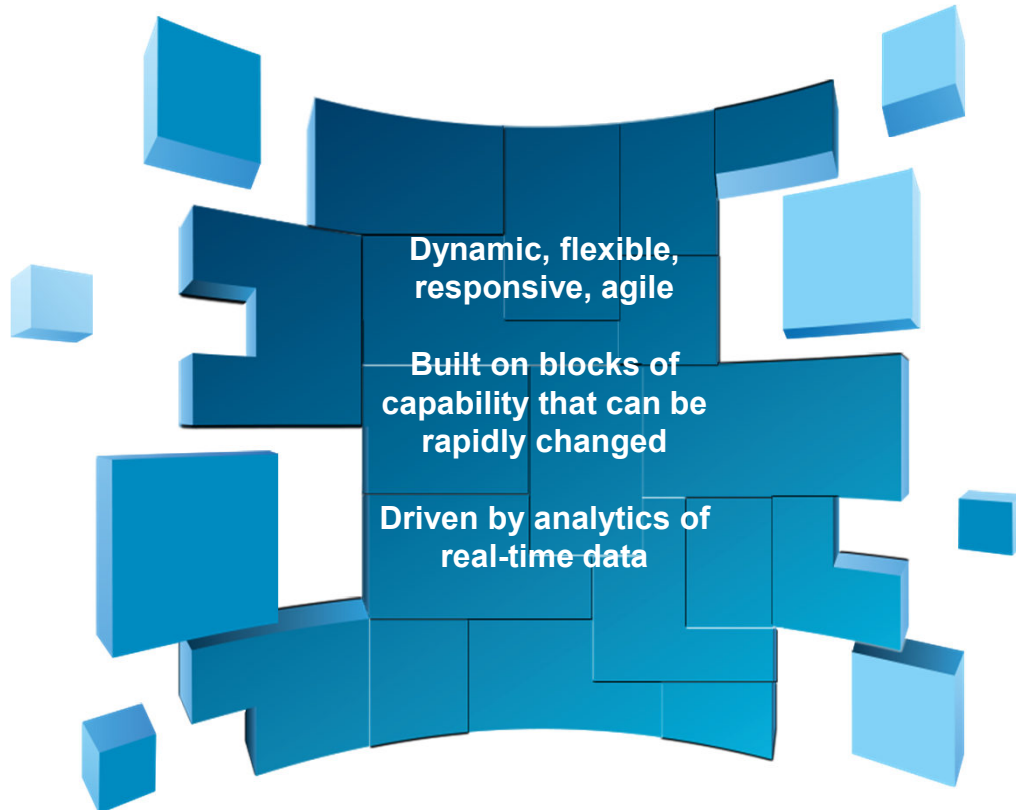 Dynamic, flexible,
responsive, agile
Built on blocks of
capability that can be
rapidly changed
Driven by analytics of
real-time data